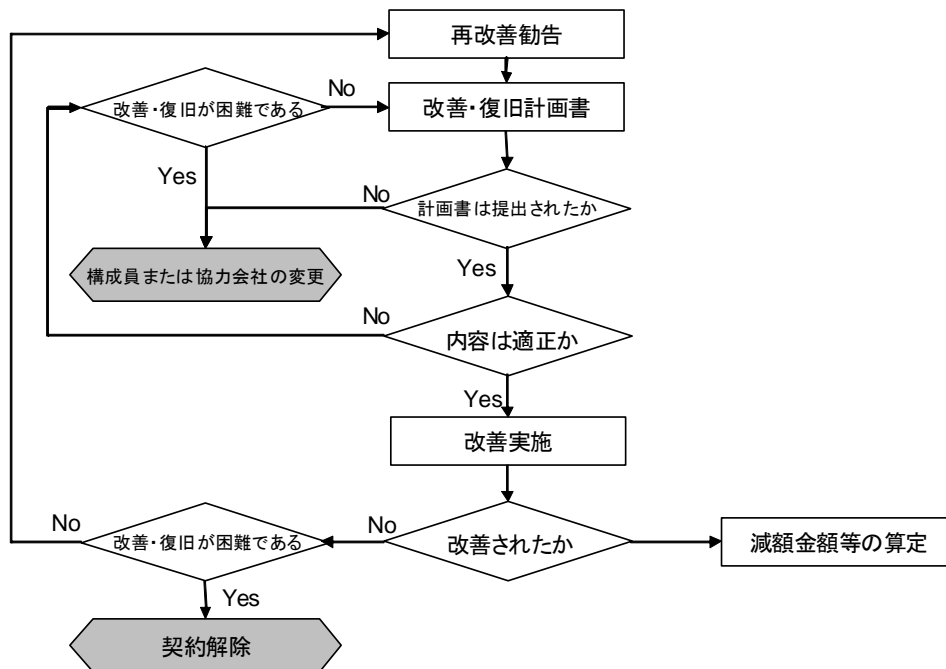 再改善勧告
改善・復旧が困難である
No
改善・復旧計画書
Yes
No
計画書は提出されたか
構成員または協力会社の変更
Yes
No
内容は適正か
Yes
改善実施
No
改善・復旧が困難である
No
改善されたか
減額金額等の算定
Yes
契約解除